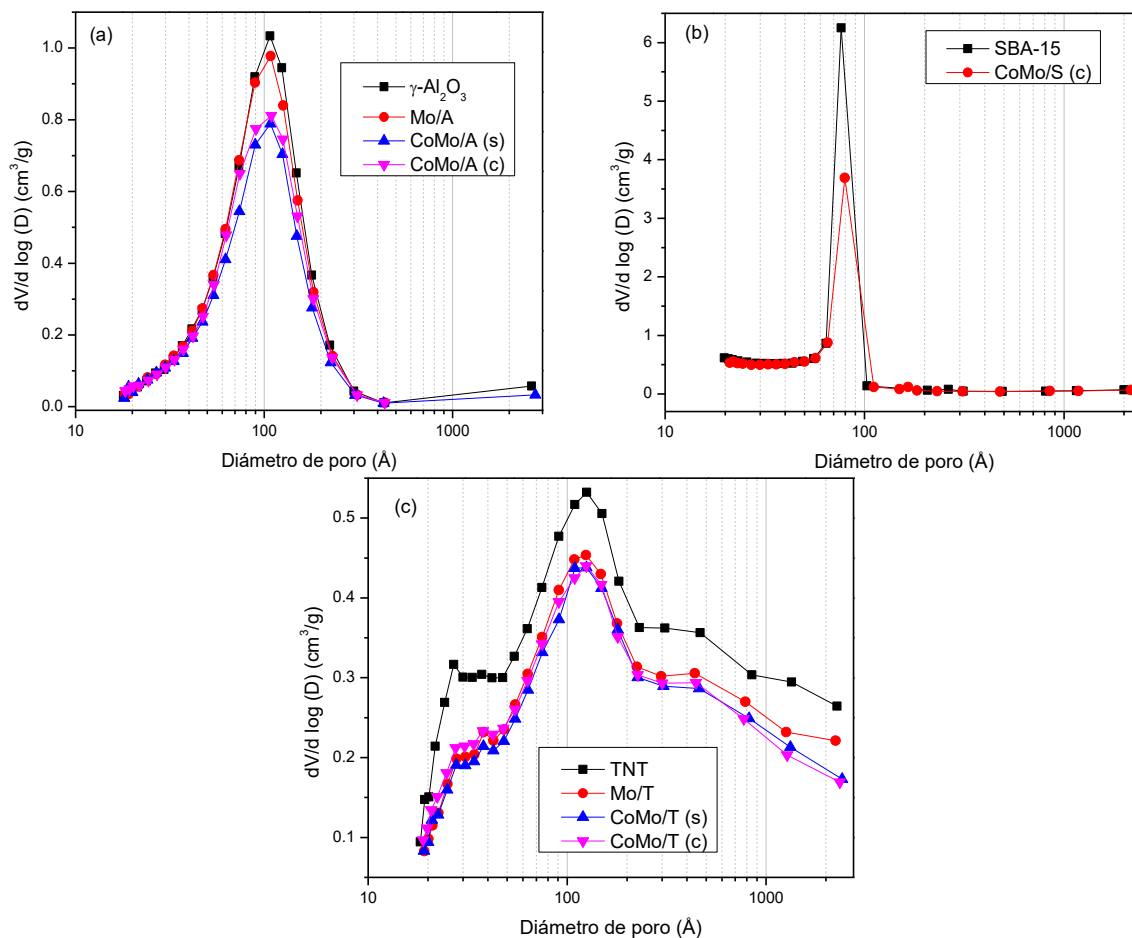 (a)
γ-Al₂O₃
Mo/A
CoMo/A (s)
CoMo/A (c)
dV/d log (D) (cm³/g)
1.0
0.8
0.6
0.4
0.2
0.0
10 100 1000
Diámetro de poro (Å)
(b)
SBA-15
CoMo/S (c)
dV/d log (D) (cm³/g)
6
5
4
3
2
1
0
10 100 1000
Diámetro de poro (Å)
(c)
TNT
Mo/T
CoMo/T (s)
CoMo/T (c)
dV/d log (D) (cm³/g)
0.5
0.4
0.3
0.2
0.1
10 100 1000
Diámetro de poro (Å)